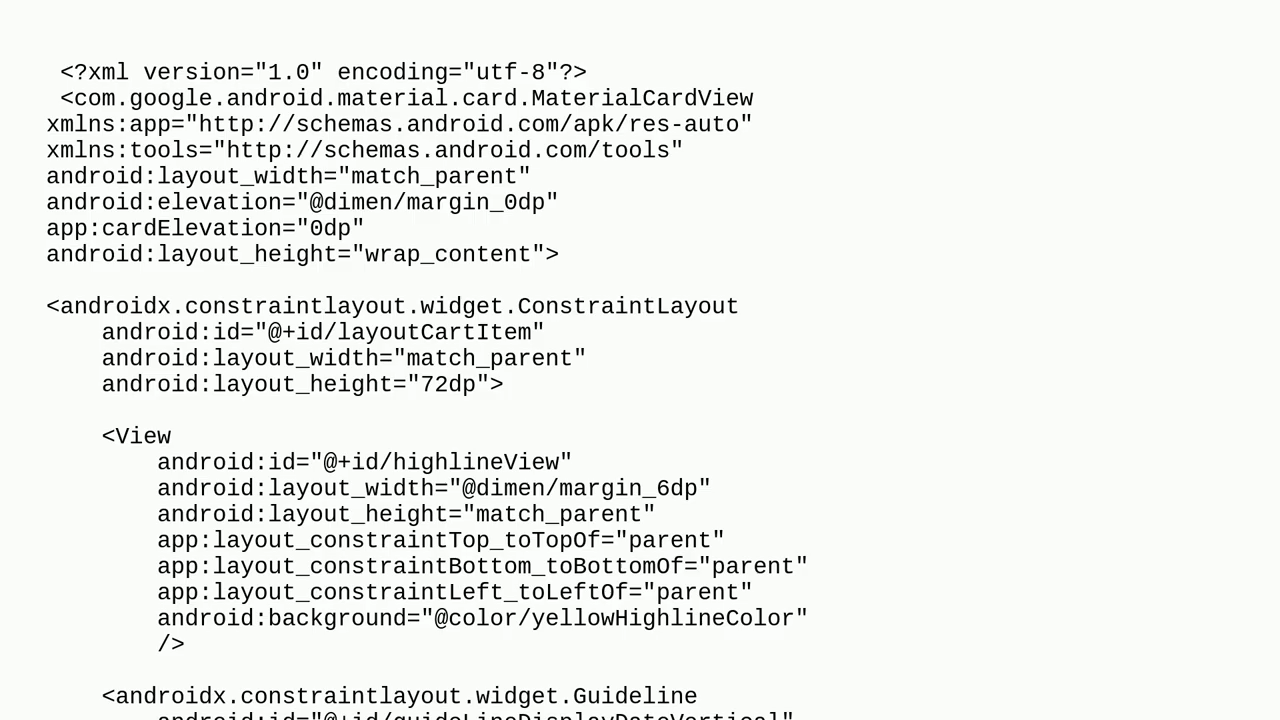 <?xml version="1.0" encoding="utf-8"?>
<com.google.android.material.card.MaterialCardView
xmlns:app="http://schemas.android.com/apk/res-auto"
xmlns:tools="http://schemas.android.com/tools"
android:layout_width="match_parent"
android:elevation="@dimen/margin_0dp"
app:cardElevation="0dp"
android:layout_height="wrap_content">
<androidx.constraintlayout.widget.ConstraintLayout
android:id="@+id/layoutCartItem"
android:layout_width="match_parent"
android:layout_height="72dp">
<View
android:id="@+id/highlineView"
android:layout_width="@dimen/margin_6dp"
android:layout_height="match_parent"
app:layout_constraintTop_toTopOf="parent"
app:layout_constraintBottom_toBottomOf="parent"
app:layout_constraintLeft_toLeftOf="parent"
android:background="@color/yellowHighlineColor"
/>
<androidx.constraintlayout.widget.Guideline
android:id="@+id/guideLineDisplayDateVertical"